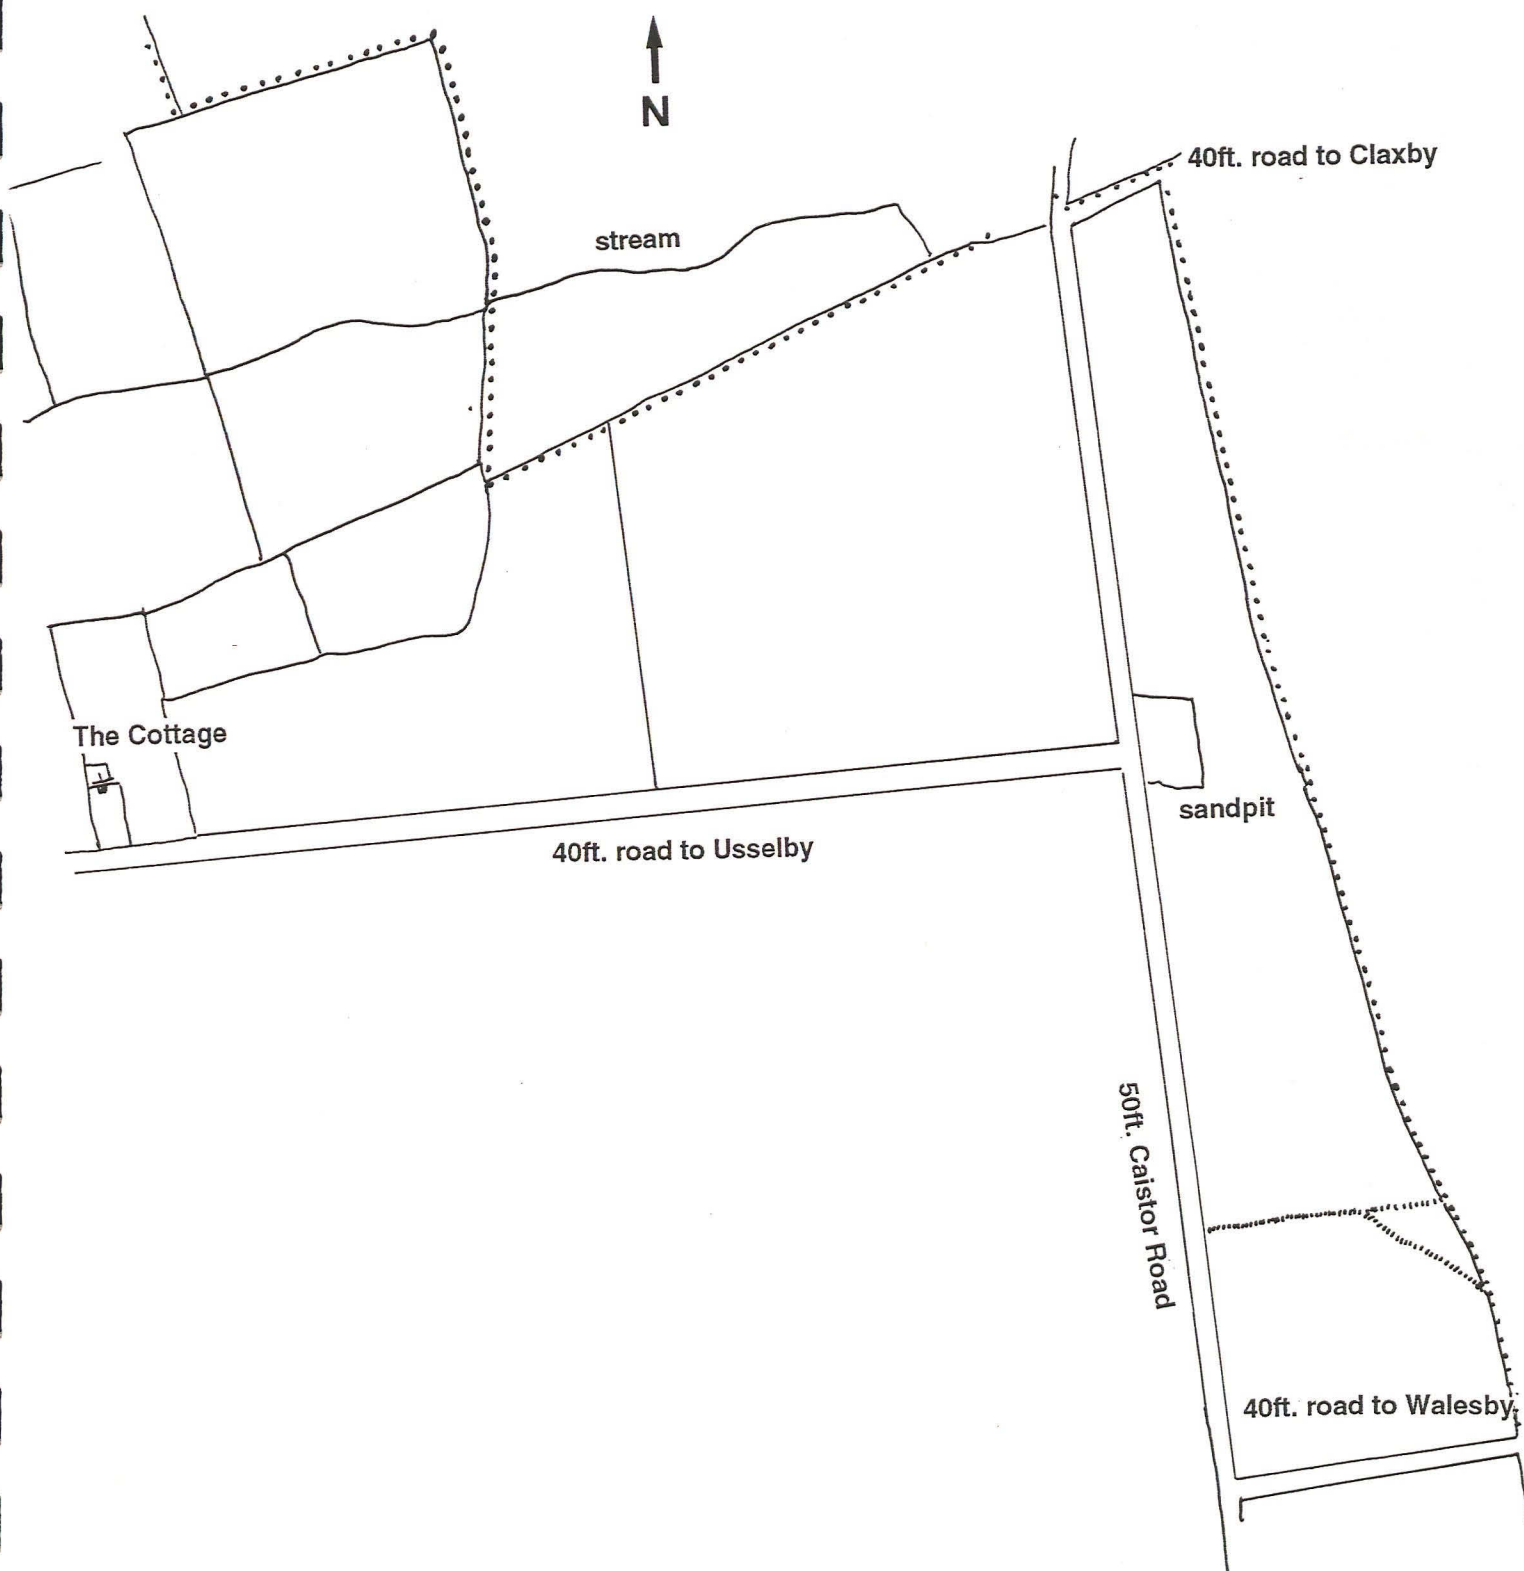 N
40ft. road to Claxby
stream
The Cottage
sandpit
40ft. road to Usselby
50ft. Caistor Road
40ft. road to Walesby